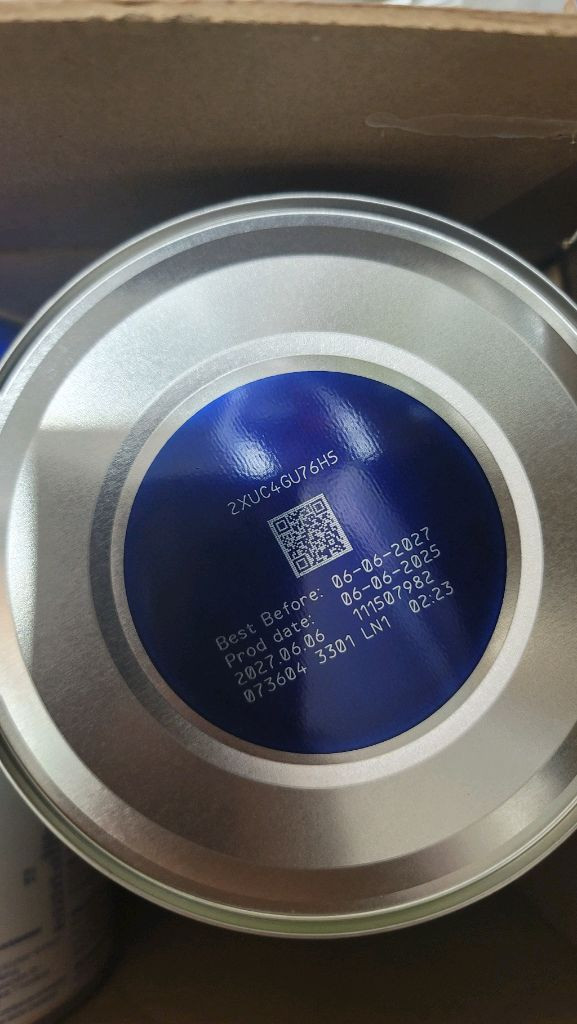 2XUC4GU76H5
Best Before: 06-06-2027
Prod date: 06-06-2025
2027.06.06 111507982
073604 3301 LN1 02:23